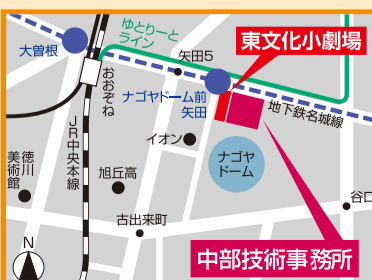 ゆとりーと
ライン
東文化小劇場
大曽根
矢田5
おおぞね
ナゴヤドーム前
矢田
地下鉄名城線
JR中央本線
イオン
ナゴヤ
ドーム
徳川
美術館
旭丘高
谷口
古出来町
中部技術事務所
N